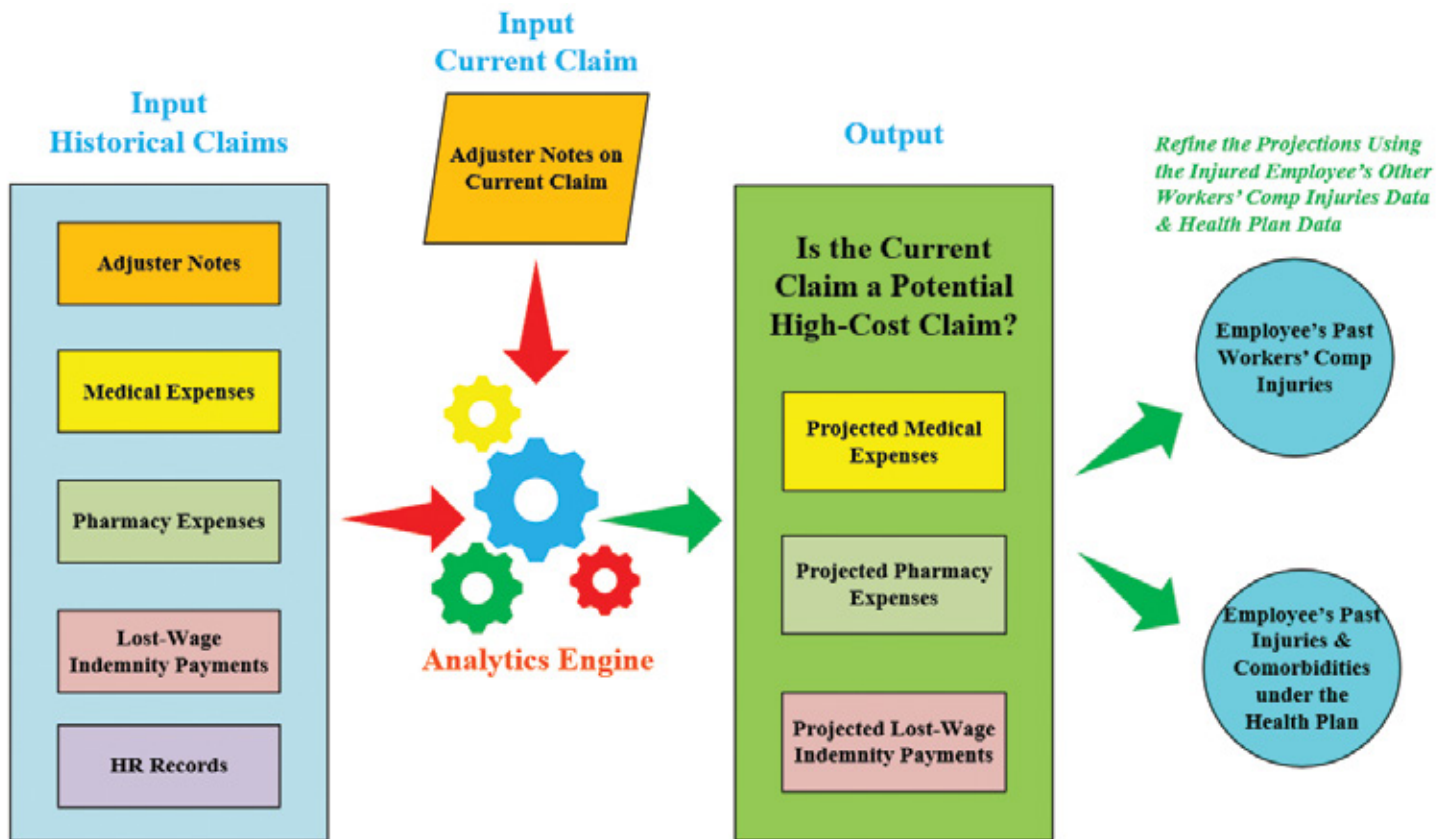 Input
Current Claim
Input
Historical Claims
Adjuster Notes on
Current Claim
Output
Refine the Projections Using
the Injured Employee’s Other
Workers’ Comp Injuries Data
& Health Plan Data
Adjuster Notes
Medical Expenses
Pharmacy Expenses
Lost-Wage
Indemnity Payments
HR Records
Analytics Engine
Is the Current
Claim a Potential
High-Cost Claim?
Projected Medical
Expenses
Projected Pharmacy
Expenses
Projected Lost-Wage
Indemnity Payments
Employee’s Past
Workers’ Comp
Injuries
Employee’s Past
Injuries &
Comorbidities
under the
Health Plan